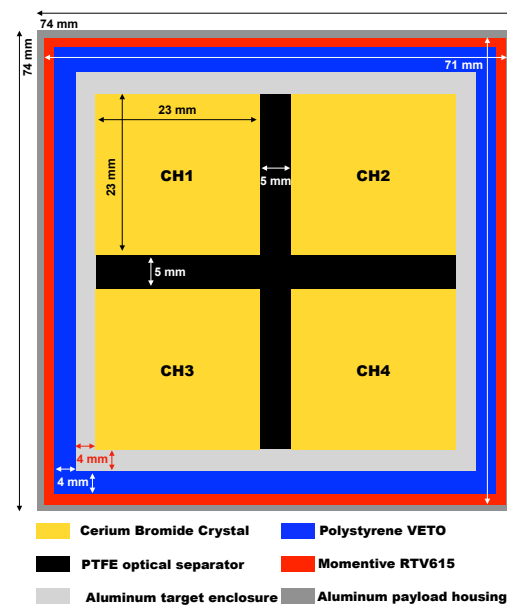 74 mm
74 mm
71 mm
23 mm
23 mm
CH1
CH2
5 mm
5 mm
CH3
CH4
4 mm
4 mm
Cerium Bromide Crystal
Polystyrene VETO
PTFE optical separator
Momentive RTV615
Aluminum target enclosure
Aluminum payload housing